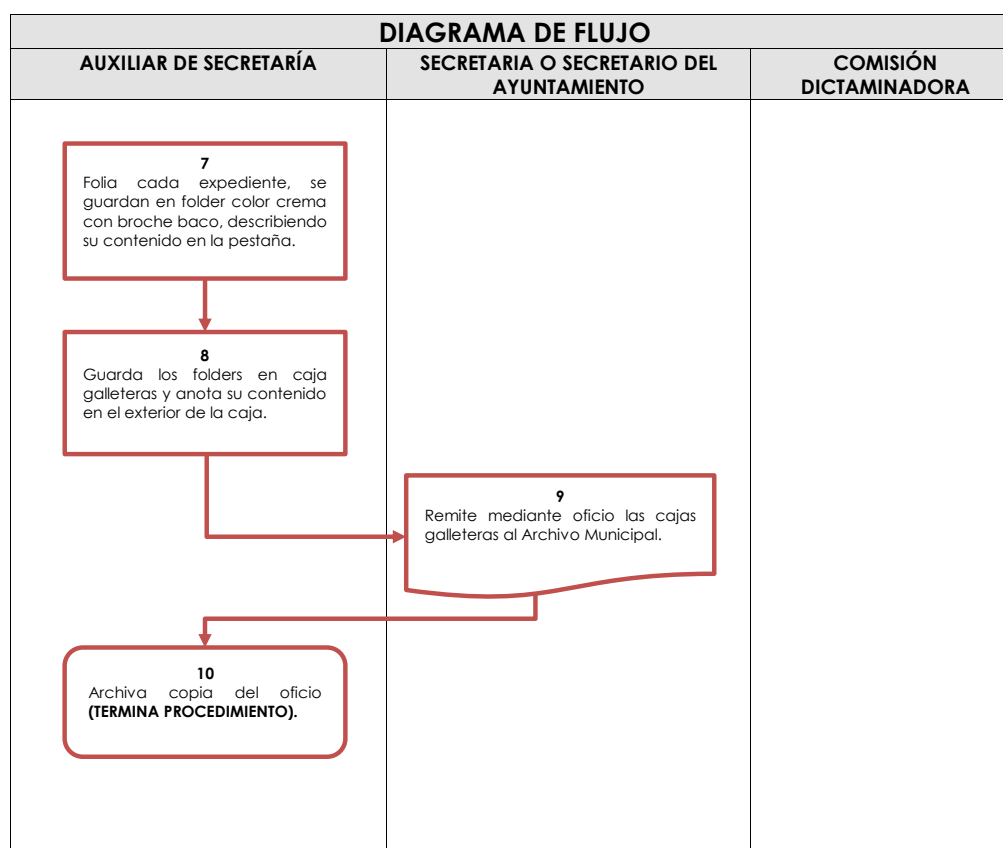 DIAGRAMA DE FLUJO
AUXILIAR DE SECRETARÍA
SECRETARIA O SECRETARIO DEL
AYUNTAMIENTO
COMISIÓN
DICTAMINADORA
7
Folia cada expediente, se
guardan en folder color crema
con broche baco, describiendo
su contenido en la pestaña.
8
Guarda los folders en caja
galleteras y anota su contenido
en el exterior de la caja.
9
Remite mediante oficio las cajas
galleteras al Archivo Municipal.
10
Archiva copia del oficio
(TERMINA PROCEDIMIENTO).